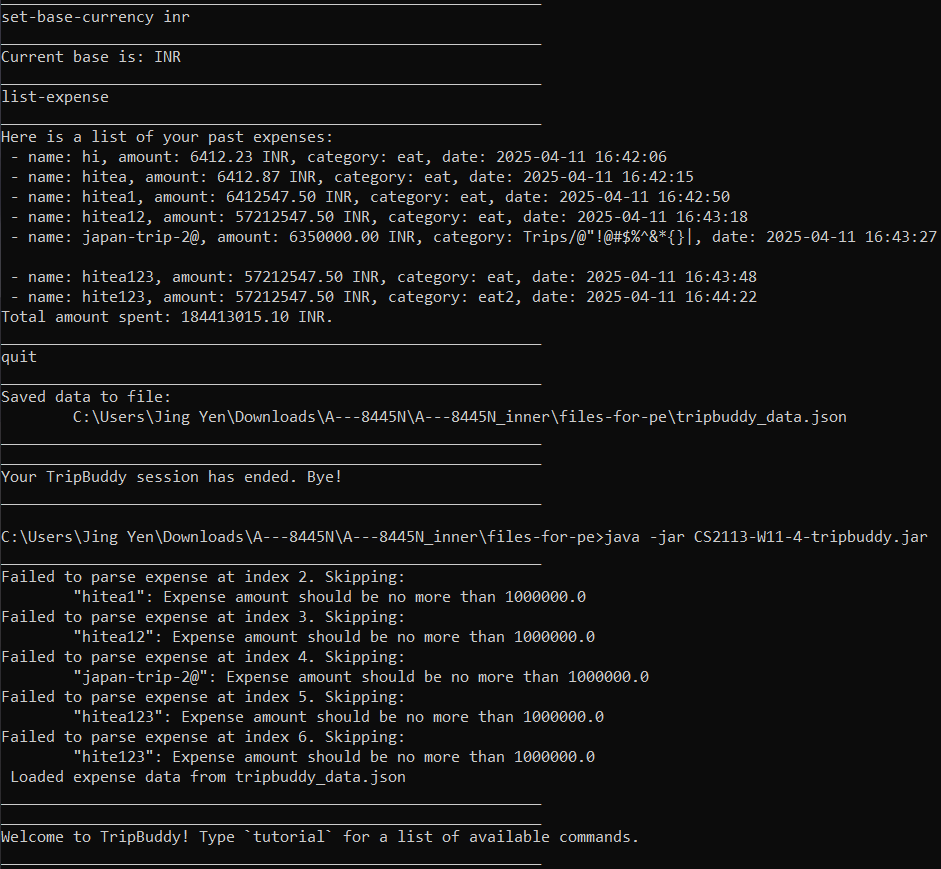 set-base-currency inr
Current base is: INR
list-expense
Here is a list of your past expenses:
- name: hi, amount: 6412.23 INR, category: eat, date: 2025-04-11 16:42:06
- name: hitea, amount: 6412.87 INR, category: eat, date: 2025-04-11 16:42:15
- name: hitea1, amount: 6412547.50 INR, category: eat, date: 2025-04-11 16:42:50
- name: hitea12, amount: 57212547.50 INR, category: eat, date: 2025-04-11 16:43:18
- name: japan-trip-2@, amount: 6350000.00 INR, category: Trips/@"!@#$%^&*{}|, date: 2025-04-11 16:43:27
- name: hitea123, amount: 57212547.50 INR, category: eat, date: 2025-04-11 16:43:48
- name: hite123, amount: 57212547.50 INR, category: eat2, date: 2025-04-11 16:44:22
Total amount spent: 184413015.10 INR.
quit
Saved data to file:
C:\Users\Jing Yen\Downloads\A---8445N\A---8445N_inner\files-for-pe\tripbuddy_data.json
Your TripBuddy session has ended. Bye!
C:\Users\Jing Yen\Downloads\A---8445N\A---8445N_inner\files-for-pe>java -jar CS2113-W11-4-tripbuddy.jar
Failed to parse expense at index 2. Skipping:
"hitea1": Expense amount should be no more than 1000000.0
Failed to parse expense at index 3. Skipping:
"hitea12": Expense amount should be no more than 1000000.0
Failed to parse expense at index 4. Skipping:
"japan-trip-2@": Expense amount should be no more than 1000000.0
Failed to parse expense at index 5. Skipping:
"hitea123": Expense amount should be no more than 1000000.0
Failed to parse expense at index 6. Skipping:
"hite123": Expense amount should be no more than 1000000.0
Loaded expense data from tripbuddy_data.json
Welcome to TripBuddy! Type `tutorial` for a list of available commands.